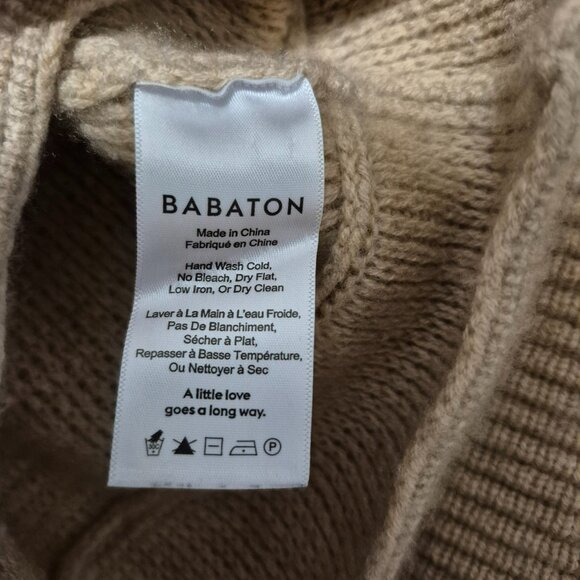 BABATON
Made in China
Fabriqué en Chine
Hand Wash Cold,
No Bleach, Dry Flat,
Low Iron, Or Dry Clean
Laver à La Main à L'eau Froide,
Pas De Blanchiment,
Sécher à Plat,
Repasser à Basse Température,
Ou Nettoyer à Sec
A little love
goes a long way.
30C P